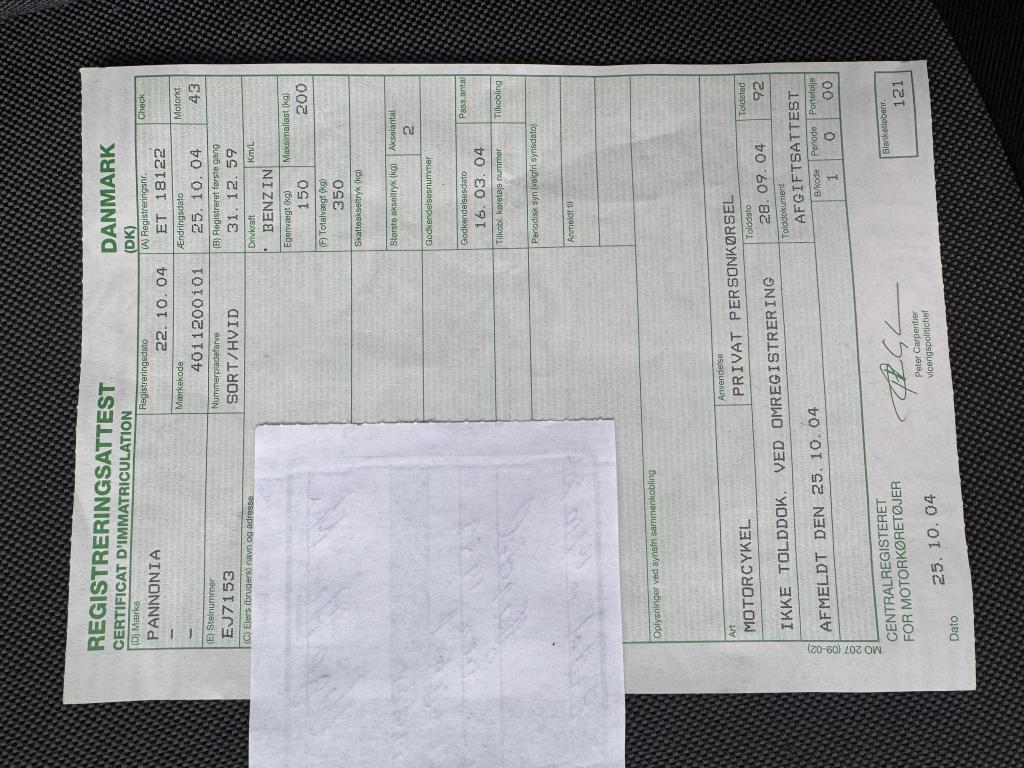 REGISTRERINGSATTEST DANMARK
CERTIFICAT D'IMMATRICULATION (DK)
(D) Mærke Registreringsdato (A) Registreringsnr. Check
PANNONIA 22. 10. 04 ET 18122
– Mærkekode Ændringsdato Motorkt.
– 4011200101 25. 10. 04 43
(E) Stelnummer Nummerpladefarve (B) Registreret første gang
EJ7153 SORT/HVID 31. 12. 59
(C) Ejers (brugers) navn og adresse Drivkraft Km/L
BENZIN
Egenvægt (kg) Maksimallast (kg)
150 200
(F) Totalvægt (kg)
350
Skatteakseltryk (kg)
Største akseltryk (kg) Akselantal
2
Godkendelsesnummer
Godkendelsesdato Pass.antal
16. 03. 04
Tilkobl. køretøjs nummer Tilkobling
Periodisk syn (valgfri synsdato)
Anmeldt til
Oplysninger ved synsfri sammenkobling
Art Anvendelse
MOTORCYKEL PRIVAT PERSONKØRSEL
Tolddato Toldsted
IKKE TOLDDOK. VED OMREGISTRERING 28. 09. 04 92
Tolddokument
AFGIFTSATTEST
AFMELDT DEN 25. 10. 04
B/kode Periode Portefølje
1 0 00
MO 207 (09-02)
CENTRALREGISTERET
FOR MOTORKØRETØJER
Blanketløbenr.
121
Dato 25. 10. 04
Peter Carpentier
vicerigspolitichef